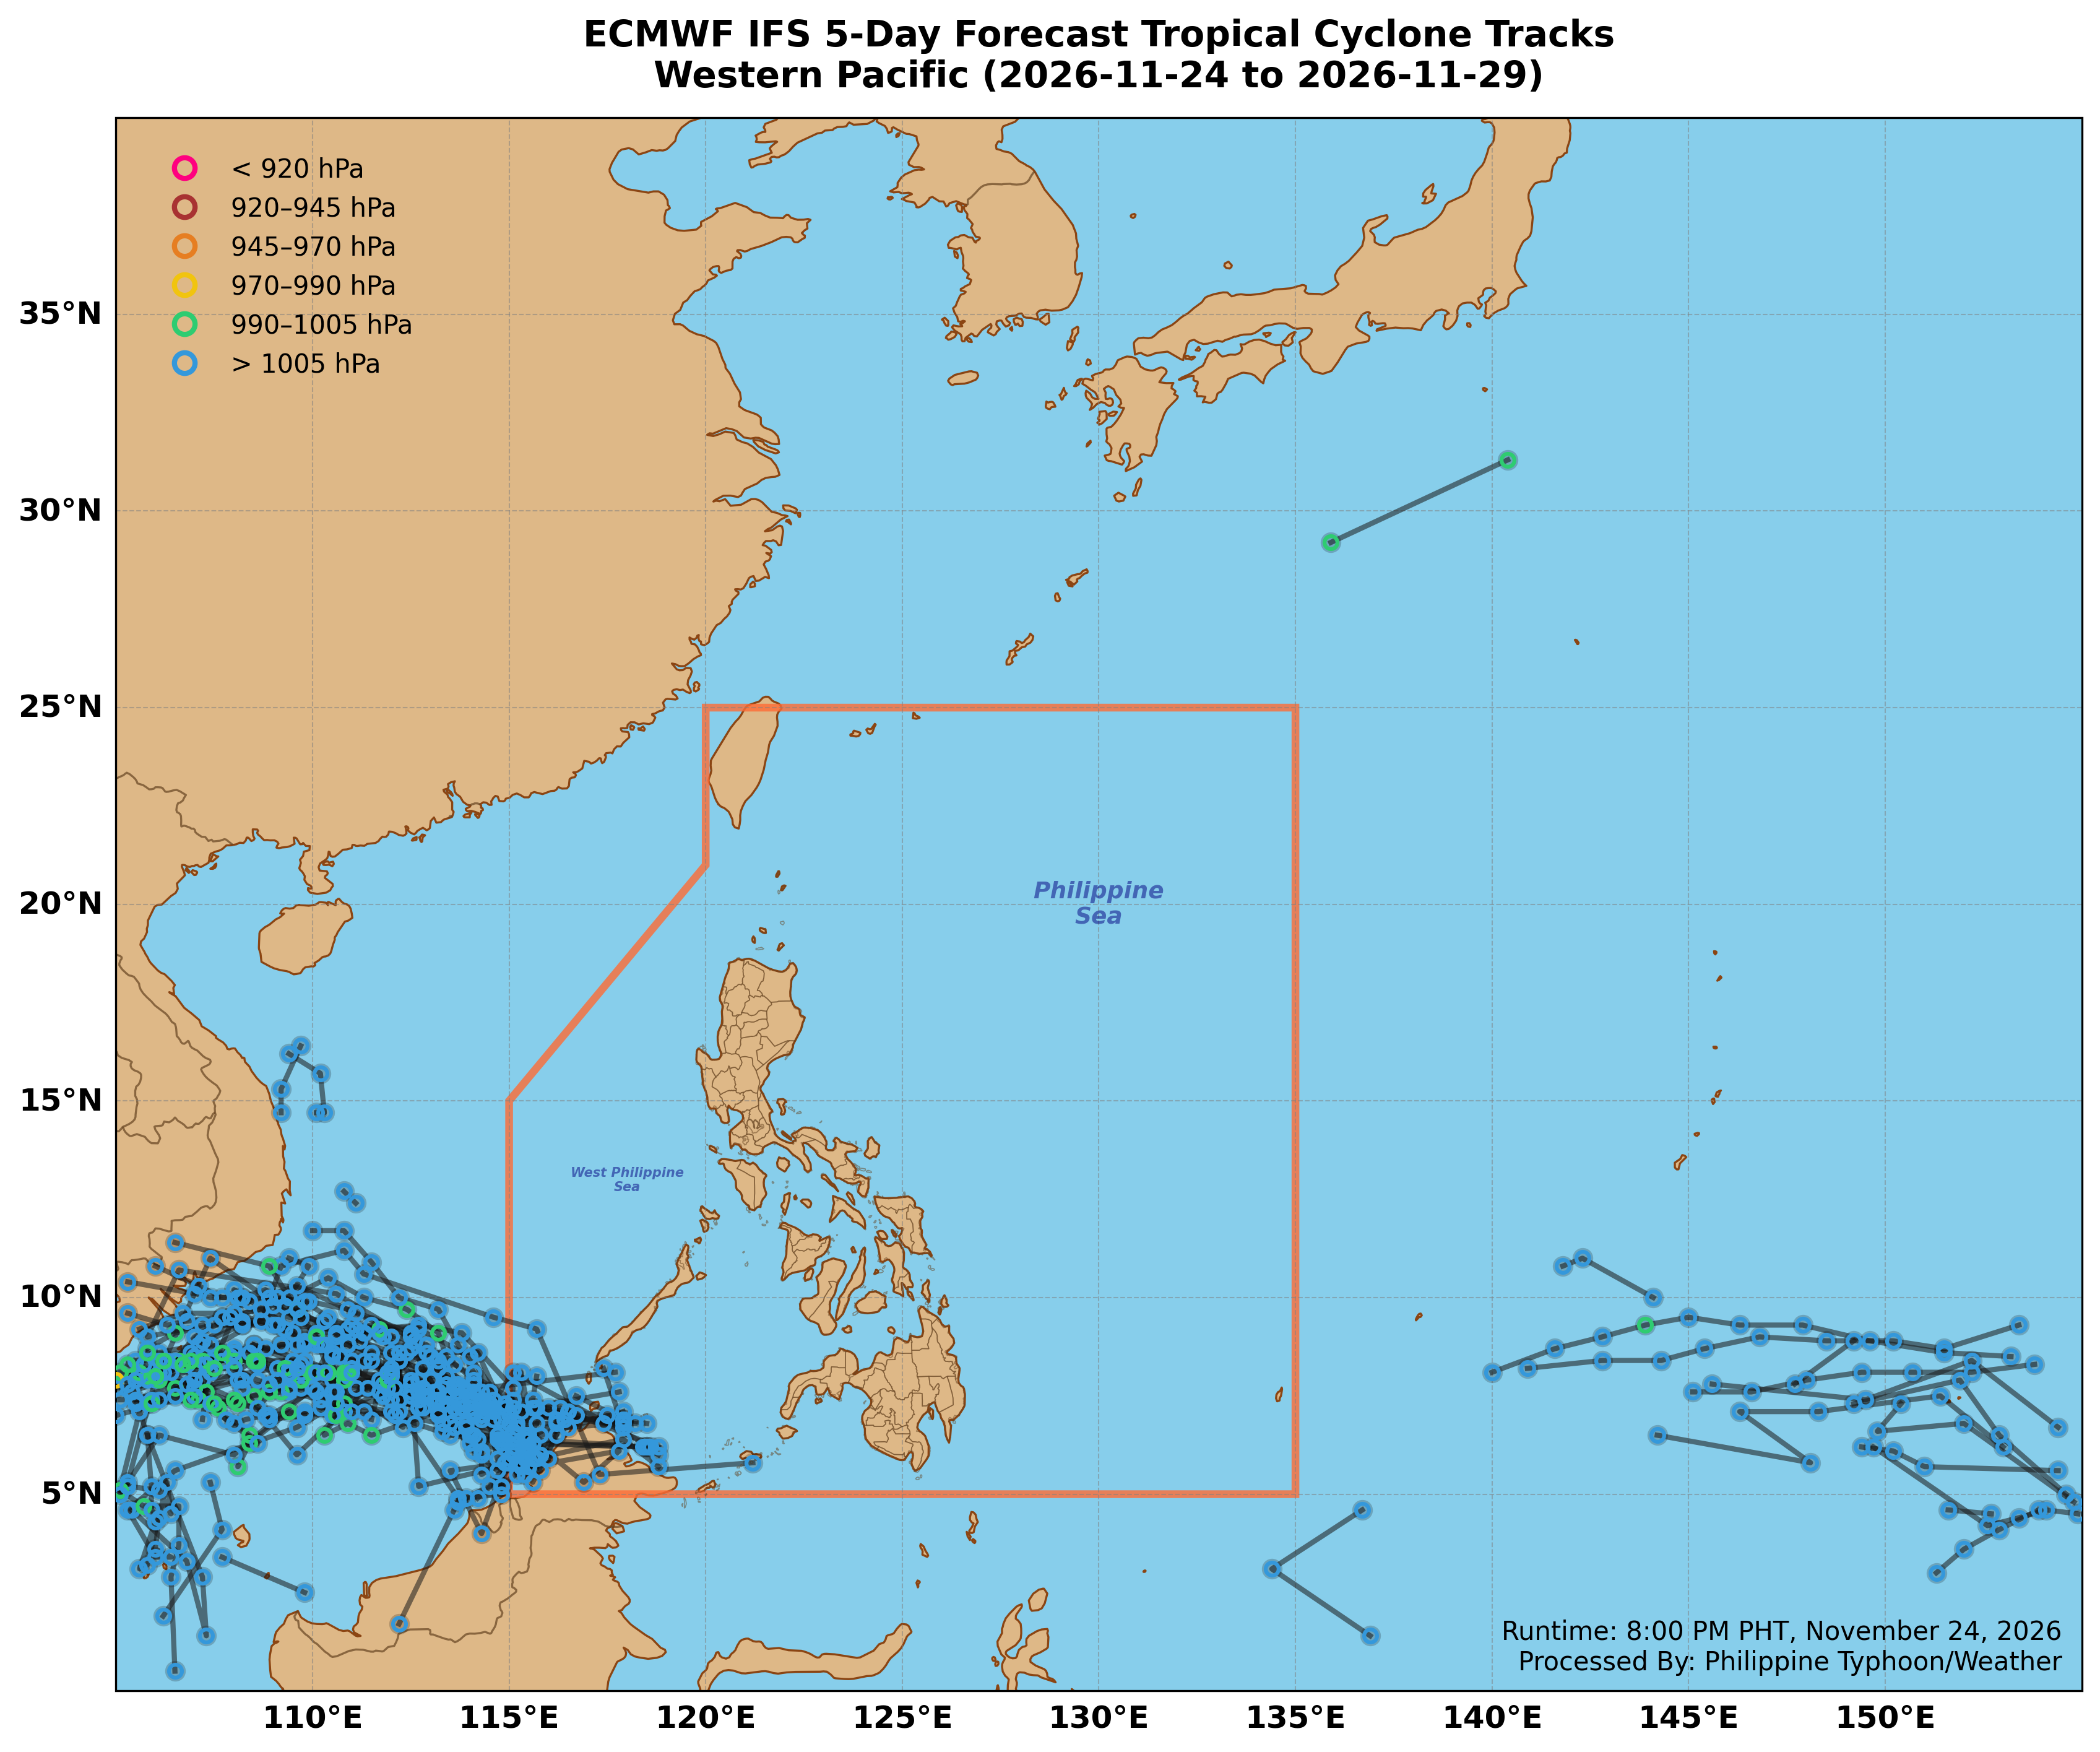 ECMWF IFS 5-Day Forecast Tropical Cyclone Tracks
Western Pacific (2026-11-24 to 2026-11-29)
< 920 hPa
920–945 hPa
945–970 hPa
970–990 hPa
990–1005 hPa
> 1005 hPa
35°N
30°N
25°N
20°N
15°N
10°N
5°N
Philippine
Sea
West Philippine
Sea
Runtime: 8:00 PM PHT, November 24, 2026
Processed By: Philippine Typhoon/Weather
110°E
115°E
120°E
125°E
130°E
135°E
140°E
145°E
150°E